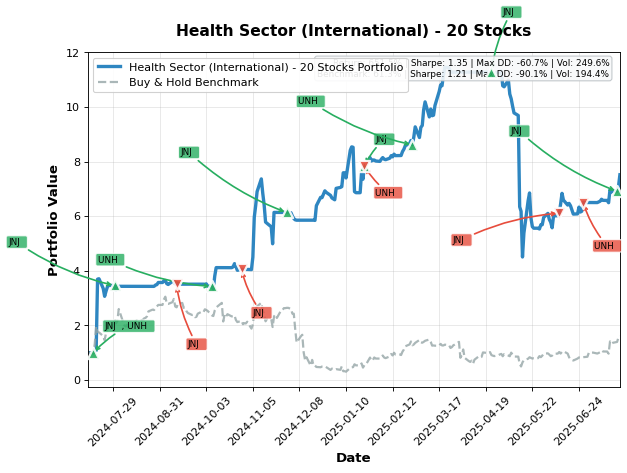 JNJ
Health Sector (International) - 20 Stocks
Health Sector (International) - 20 Stocks Portfolio
Buy & Hold Benchmark
Sharpe: 1.35 | Max DD: -60.7% | Vol: 249.6%
Sharpe: 1.21 | Max DD: -90.1% | Vol: 194.4%
UNH
JNJ
JNJ
JNJ
UNH
JNJ
JNJ
UNH
UNH
JNJ, UNH
JNJ
JNJ
Portfolio Value
12
10
8
6
4
2
0
2024-07-29
2024-08-31
2024-10-03
2024-11-05
2024-12-08
2025-01-10
2025-02-12
2025-03-17
2025-04-19
2025-05-22
2025-06-24
Date